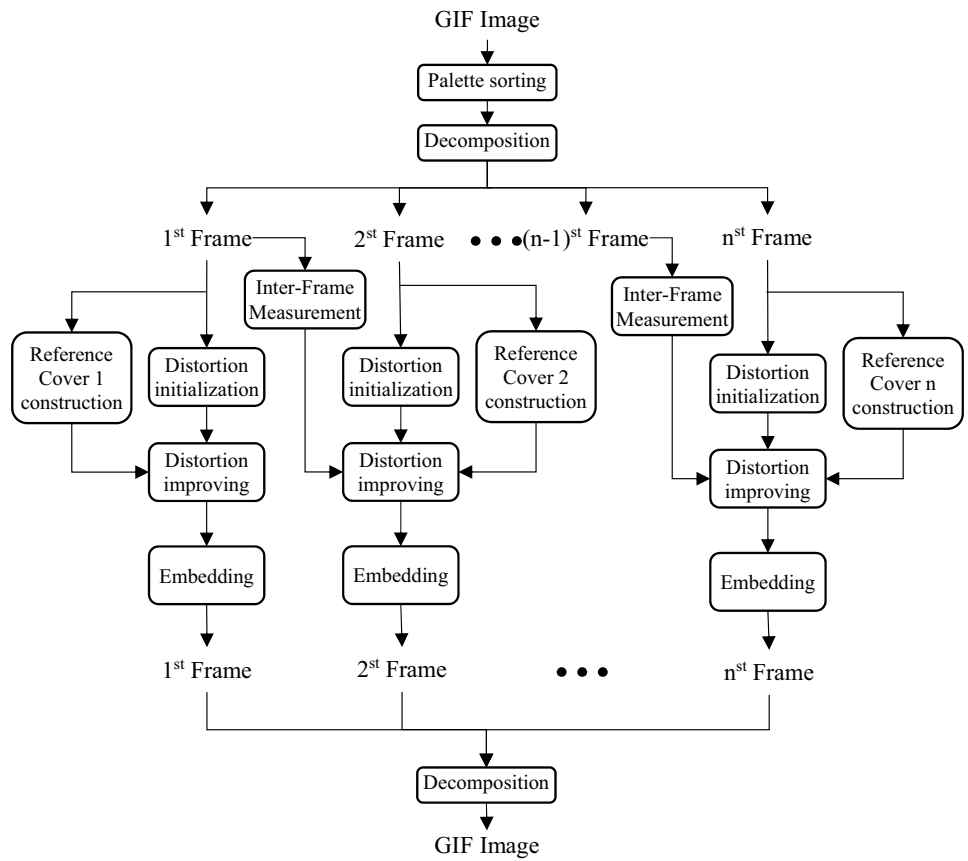 GIF Image
Palette sorting
Decomposition
1st Frame
2st Frame
• • •
(n-1)st Frame
nst Frame
Inter-Frame
Measurement
Inter-Frame
Measurement
Reference
Cover 1
construction
Distortion
initialization
Distortion
initialization
Reference
Cover 2
construction
Distortion
initialization
Reference
Cover n
construction
Distortion
improving
Distortion
improving
Distortion
improving
Embedding
Embedding
Embedding
1st Frame
2st Frame
• • •
nst Frame
Decomposition
GIF Image